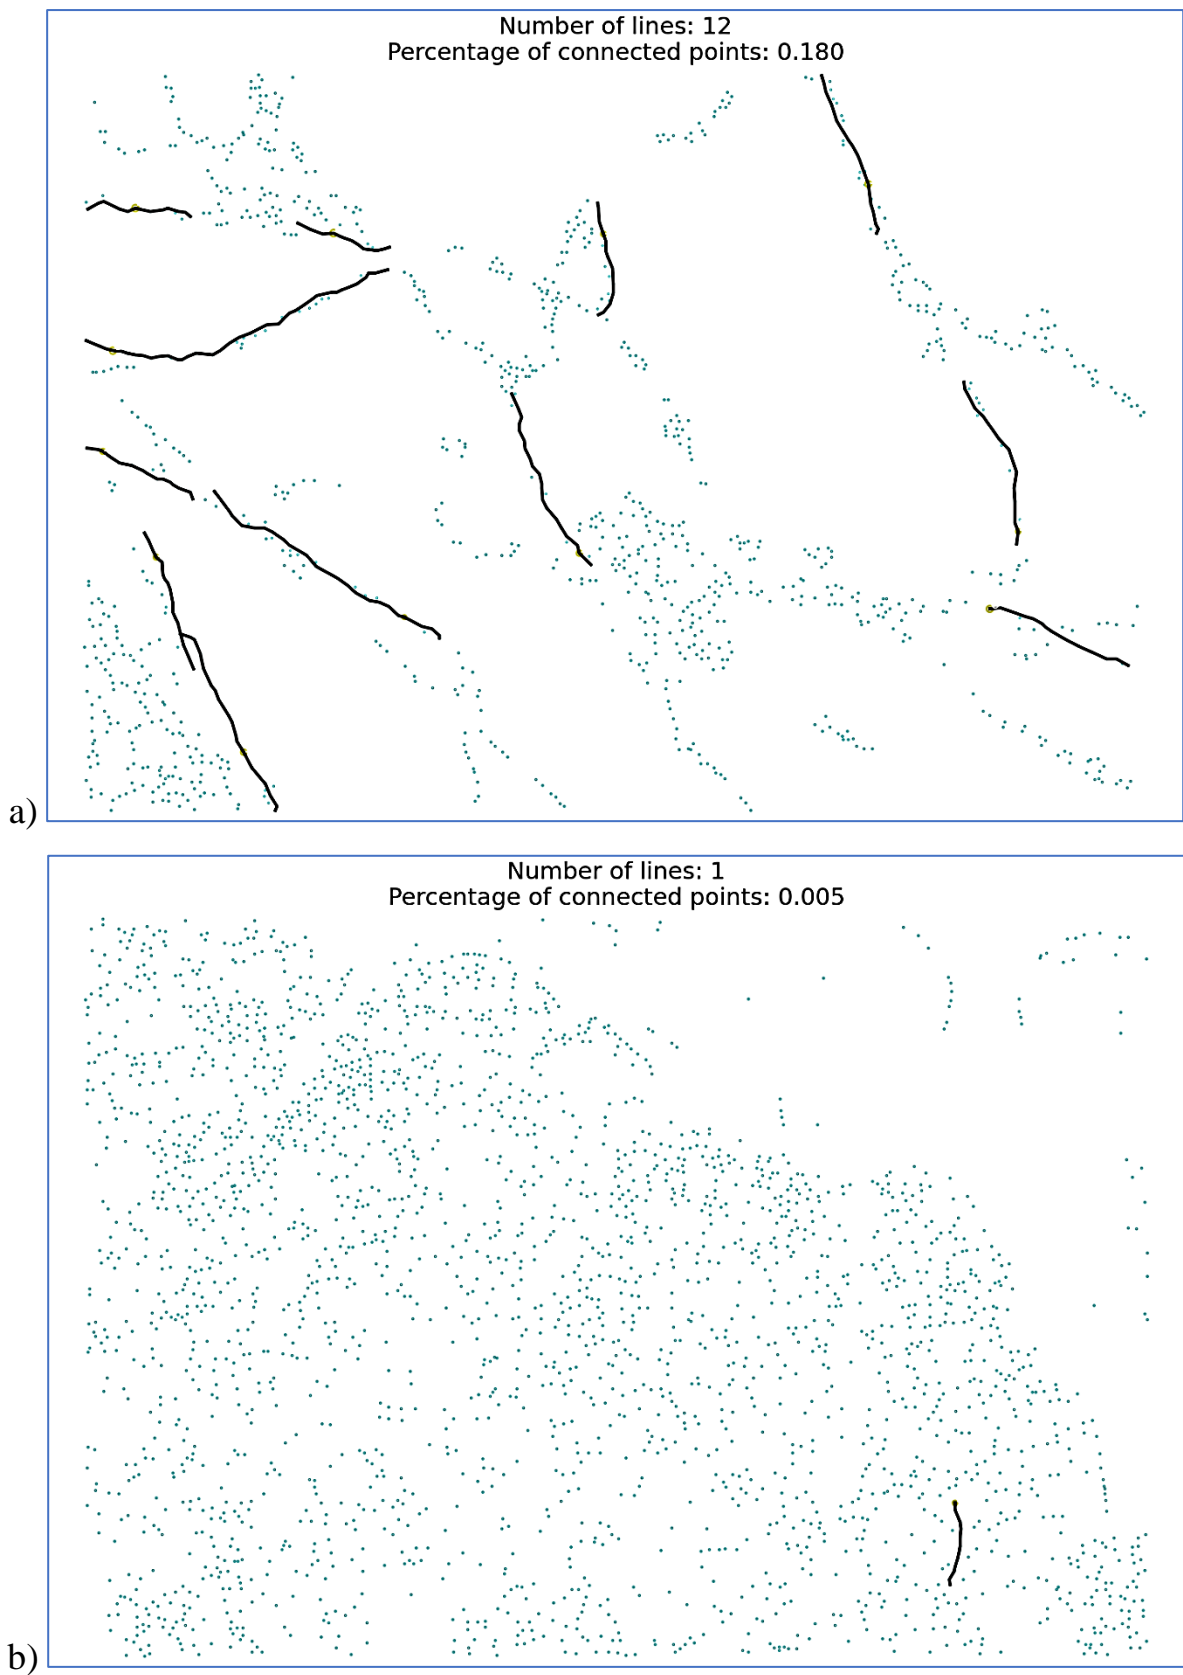 Number of lines: 12
Percentage of connected points: 0.180
a)
Number of lines: 1
Percentage of connected points: 0.005
b)